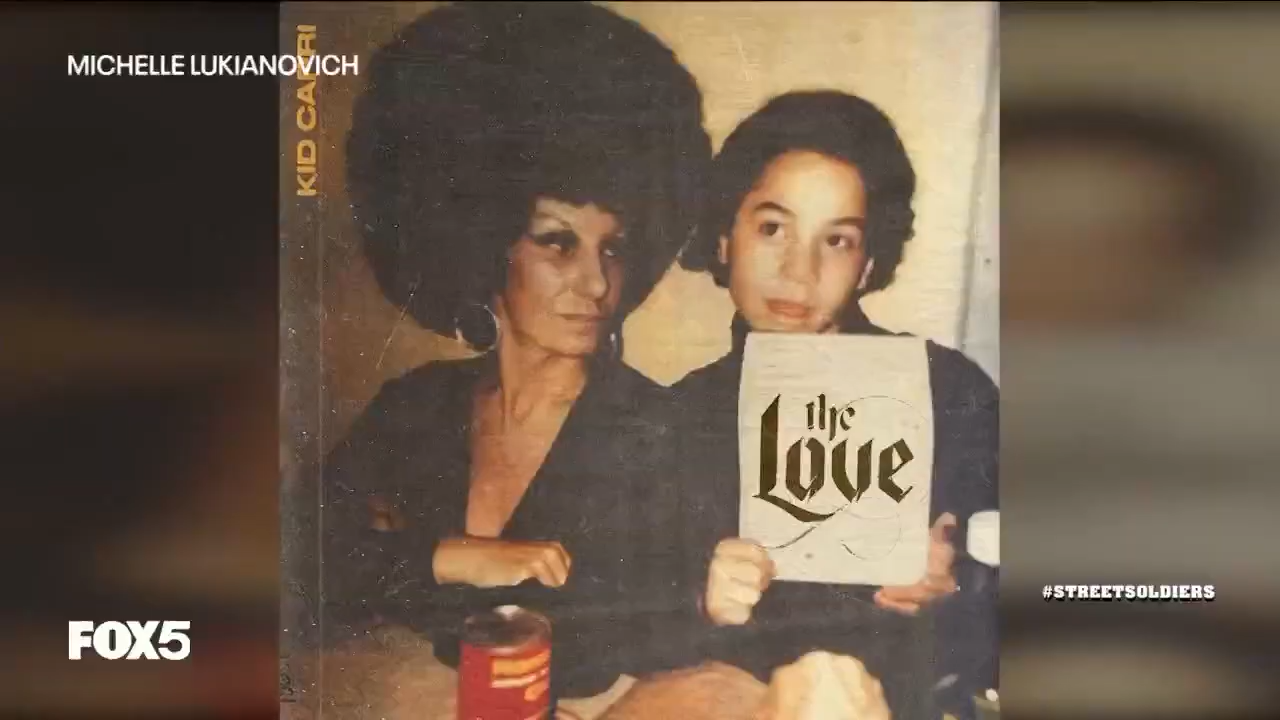 MICHELLE LUKIANOVICH
KID CAPRI
the
Love
#STREETSOLDIERS
FOX5